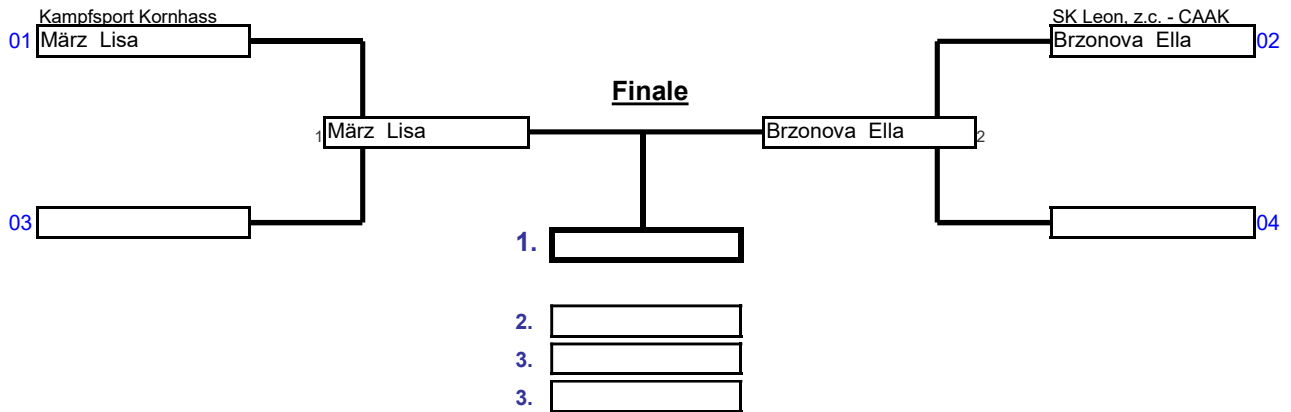 Kampfsport Kornhass
SK Leon, z.c. - CAAK
01 März Lisa
Brzonova Ella 02
Finale
1 März Lisa
Brzonova Ella 2
03
04
1.
2.
3.
3.